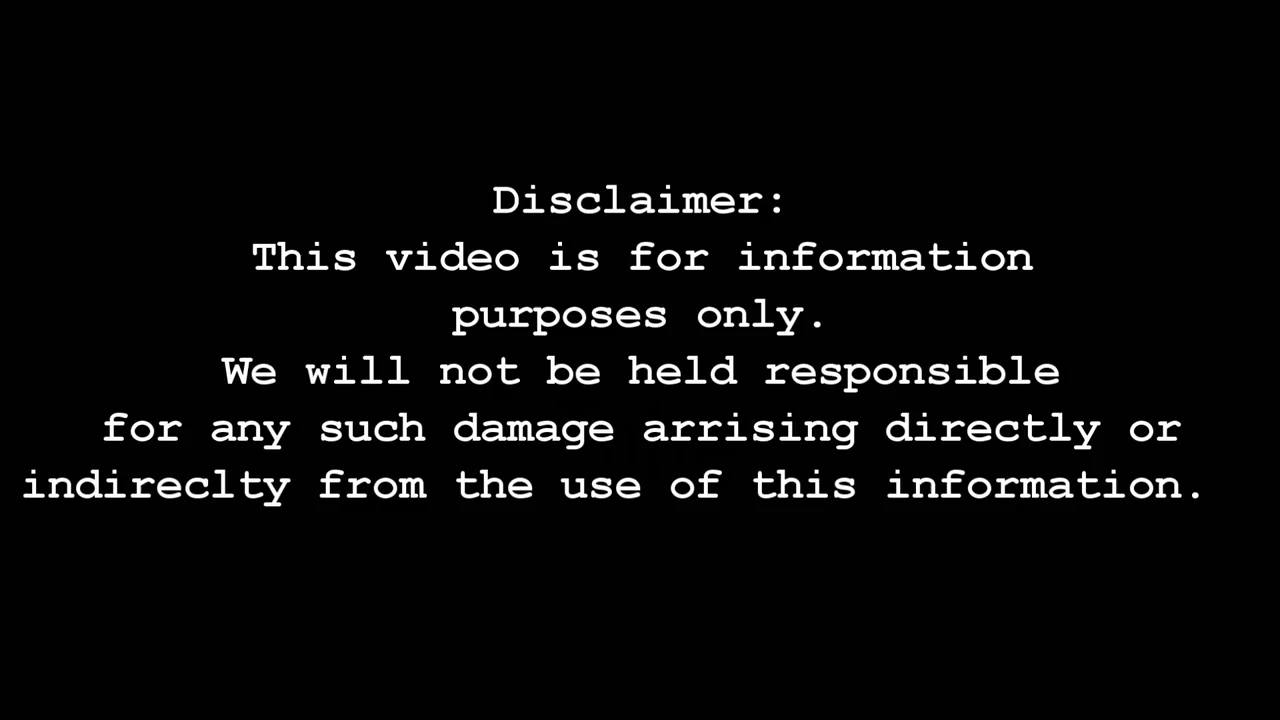 Disclaimer:
This video is for information
purposes only.
We will not be held responsible
for any such damage arrising directly or
indireclty from the use of this information.